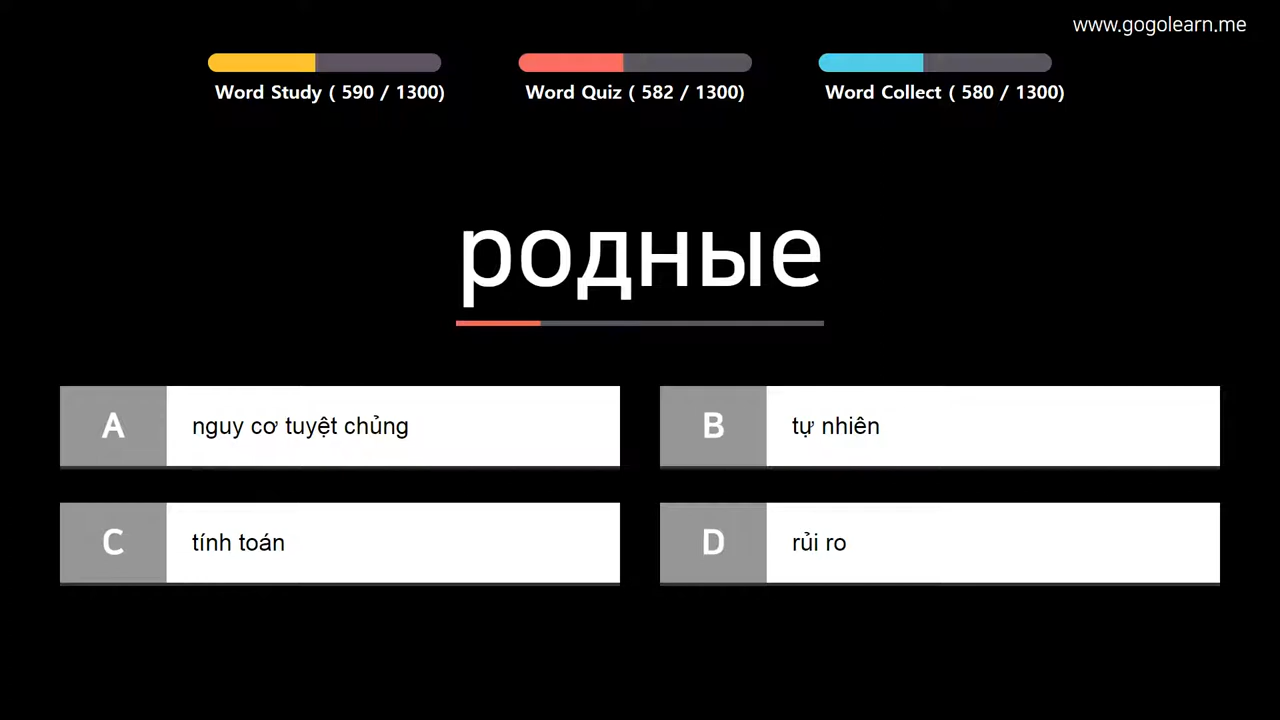 www.gogolearn.me
Word Study ( 590 / 1300)
Word Quiz ( 582 / 1300)
Word Collect ( 580 / 1300)
родные
A
nguy cơ tuyệt chủng
B
tự nhiên
C
tính toán
D
rủi ro